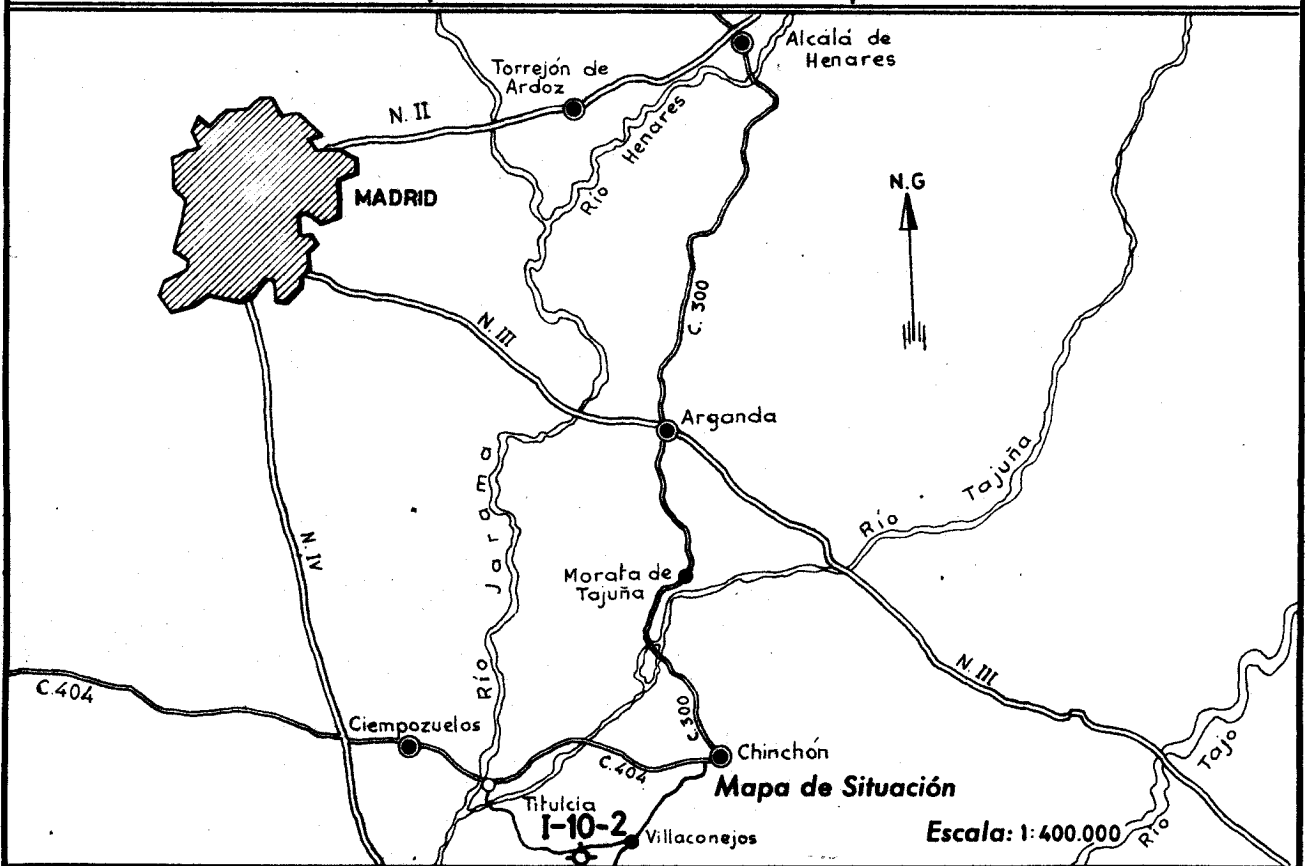 Alcálá de
Henares
Torrejón de
Ardoz
N. II
Río Henares
MADRID
N.G
C. 300
N. III
Arganda
Río Jarama
Río Tajuña
N. IV
Morata de
Tajuña
N. III
C.404
Ciempozuelos
C.300
Chinchón
C.404
Río Tajo
Mapa de Situación
Titulcia
I-10-2
Villaconejos
Escala: 1:400.000